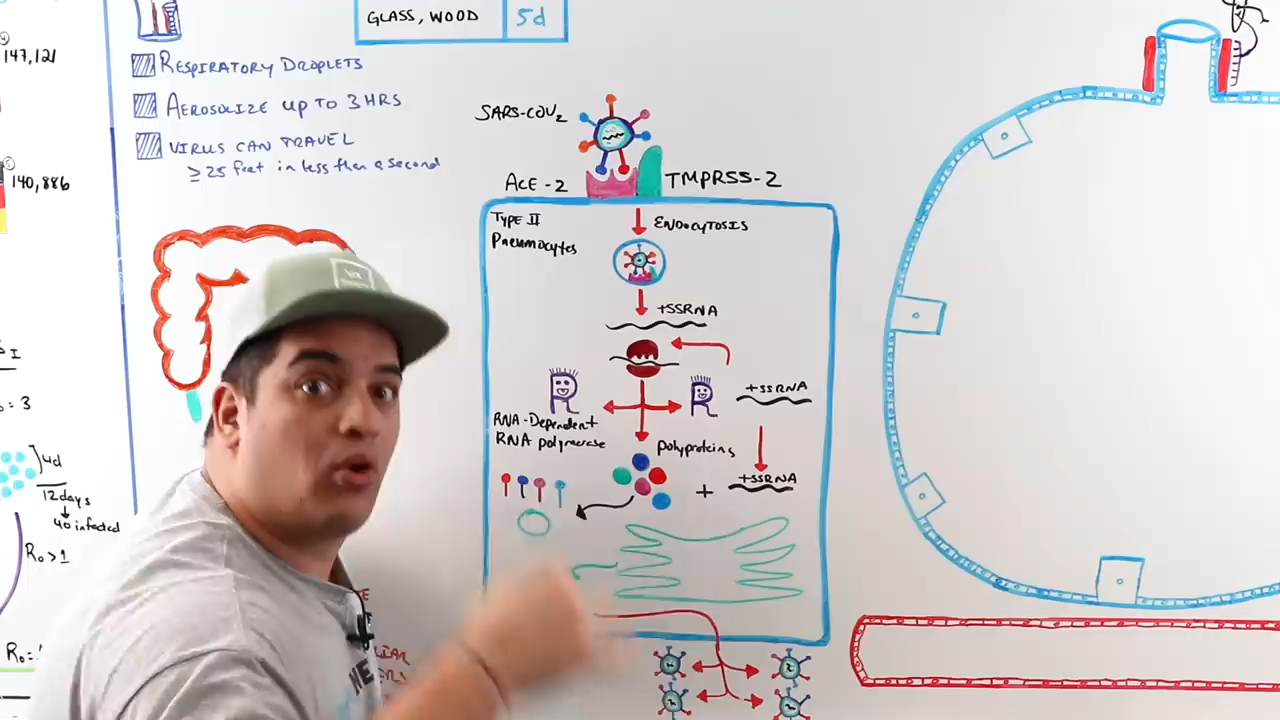 GLASS, WOOD 5d
147,121
140,886
RESPIRATORY DROPLETS
AEROSOLIZE UP TO 3 HRS
VIRUS CAN TRAVEL
≥25 feet in less than a second
SARS-COV2
ACE-2
TMPRSS-2
TYPE II
Pneumocytes
ENDOCYTOSIS
+SSRNA
R
R
+SSRNA
RNA-Dependent
RNA polymerase
polyproteins
+
+SSRNA
4d
12 days
40 infected
R₀>1